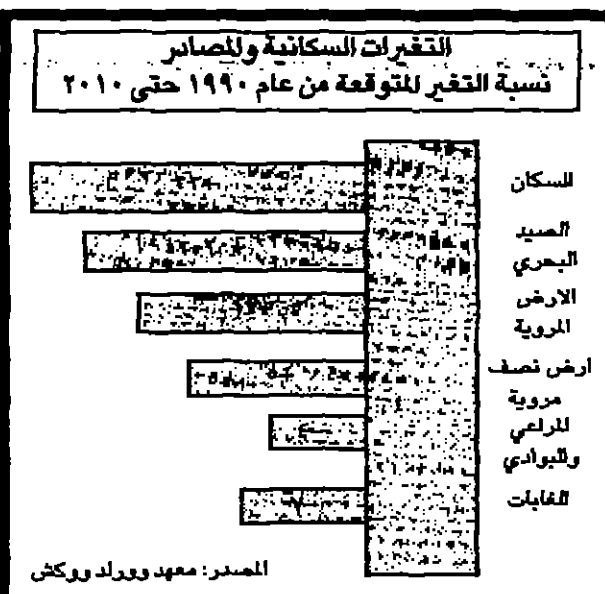 التغيرات السكانية والمصادر
نسبة التغير المتوقعة من عام ١٩٩٠ حتى ٢٠١٠
السكان
الصيد
البحري
الارض
المروية
ارض نصف
مروية
المراعي
والبوادي
الغابات
المصدر: معهد وورلد ووكش